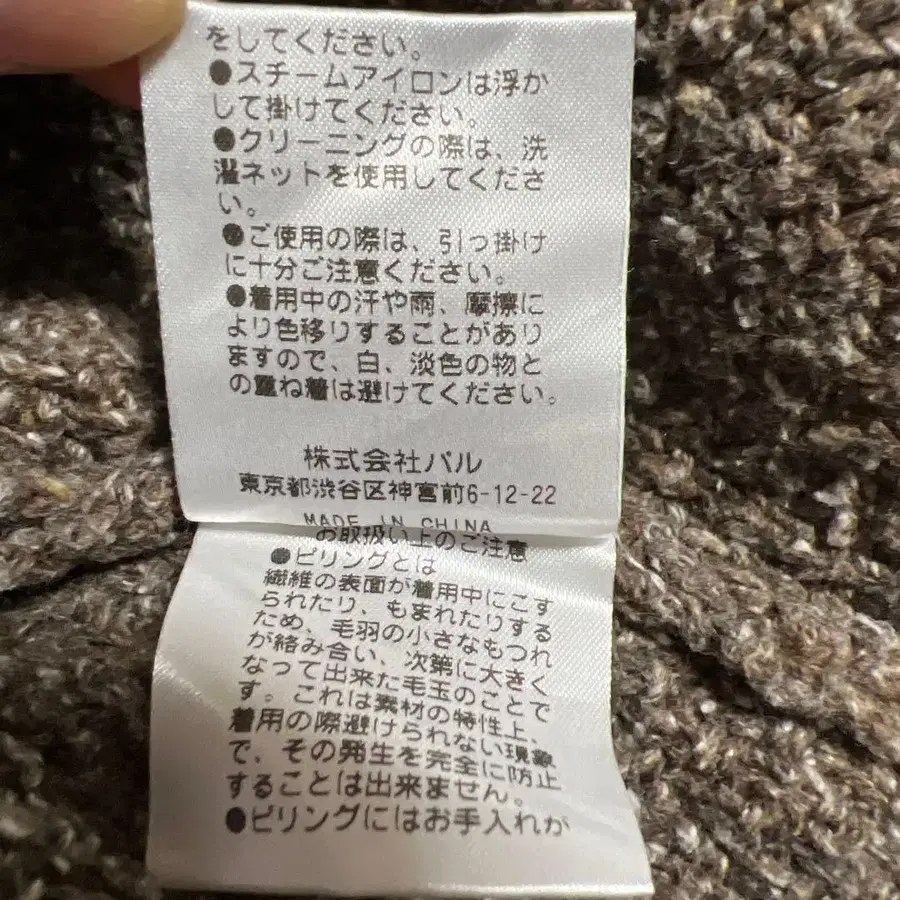 をしてください。
●スチームアイロンは浮か
して掛けてください。
●クリーニングの際は、洗
濯ネットを使用してくださ
い。
●ご使用の際は、引っ掛け
に十分ご注意ください。
●着用中の汗や雨、摩擦に
より色移りすることがあり
ますので、白、淡色の物と
の重ね着は避けてください。
株式会社パル
東京都渋谷区神宮前6-12-22
MADE IN CHINA
お取扱い上のご注意
●ピリングとは
繊維の表面が着用中にこす
られたり、もまれたりする
ため、毛羽の小さなもつれ
が絡み合い、次第に大きく
なって出来た毛玉のことで
す。これは素材の特性上、
着用の際避けられない現象
で、その発生を完全に防止
することは出来ません。
●ピリングにはお手入れが